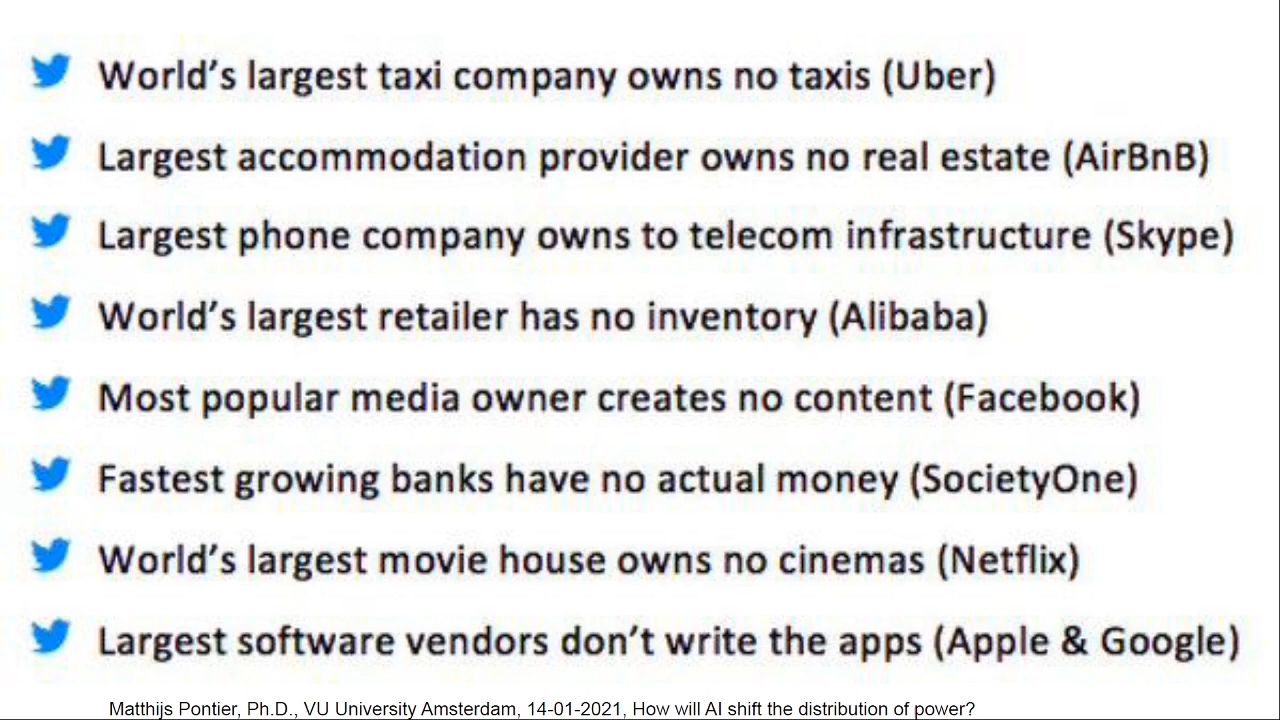 World’s largest taxi company owns no taxis (Uber)
Largest accommodation provider owns no real estate (AirBnB)
Largest phone company owns to telecom infrastructure (Skype)
World’s largest retailer has no inventory (Alibaba)
Most popular media owner creates no content (Facebook)
Fastest growing banks have no actual money (SocietyOne)
World’s largest movie house owns no cinemas (Netflix)
Largest software vendors don’t write the apps (Apple & Google)
Matthijs Pontier, Ph.D., VU University Amsterdam, 14-01-2021, How will AI shift the distribution of power?